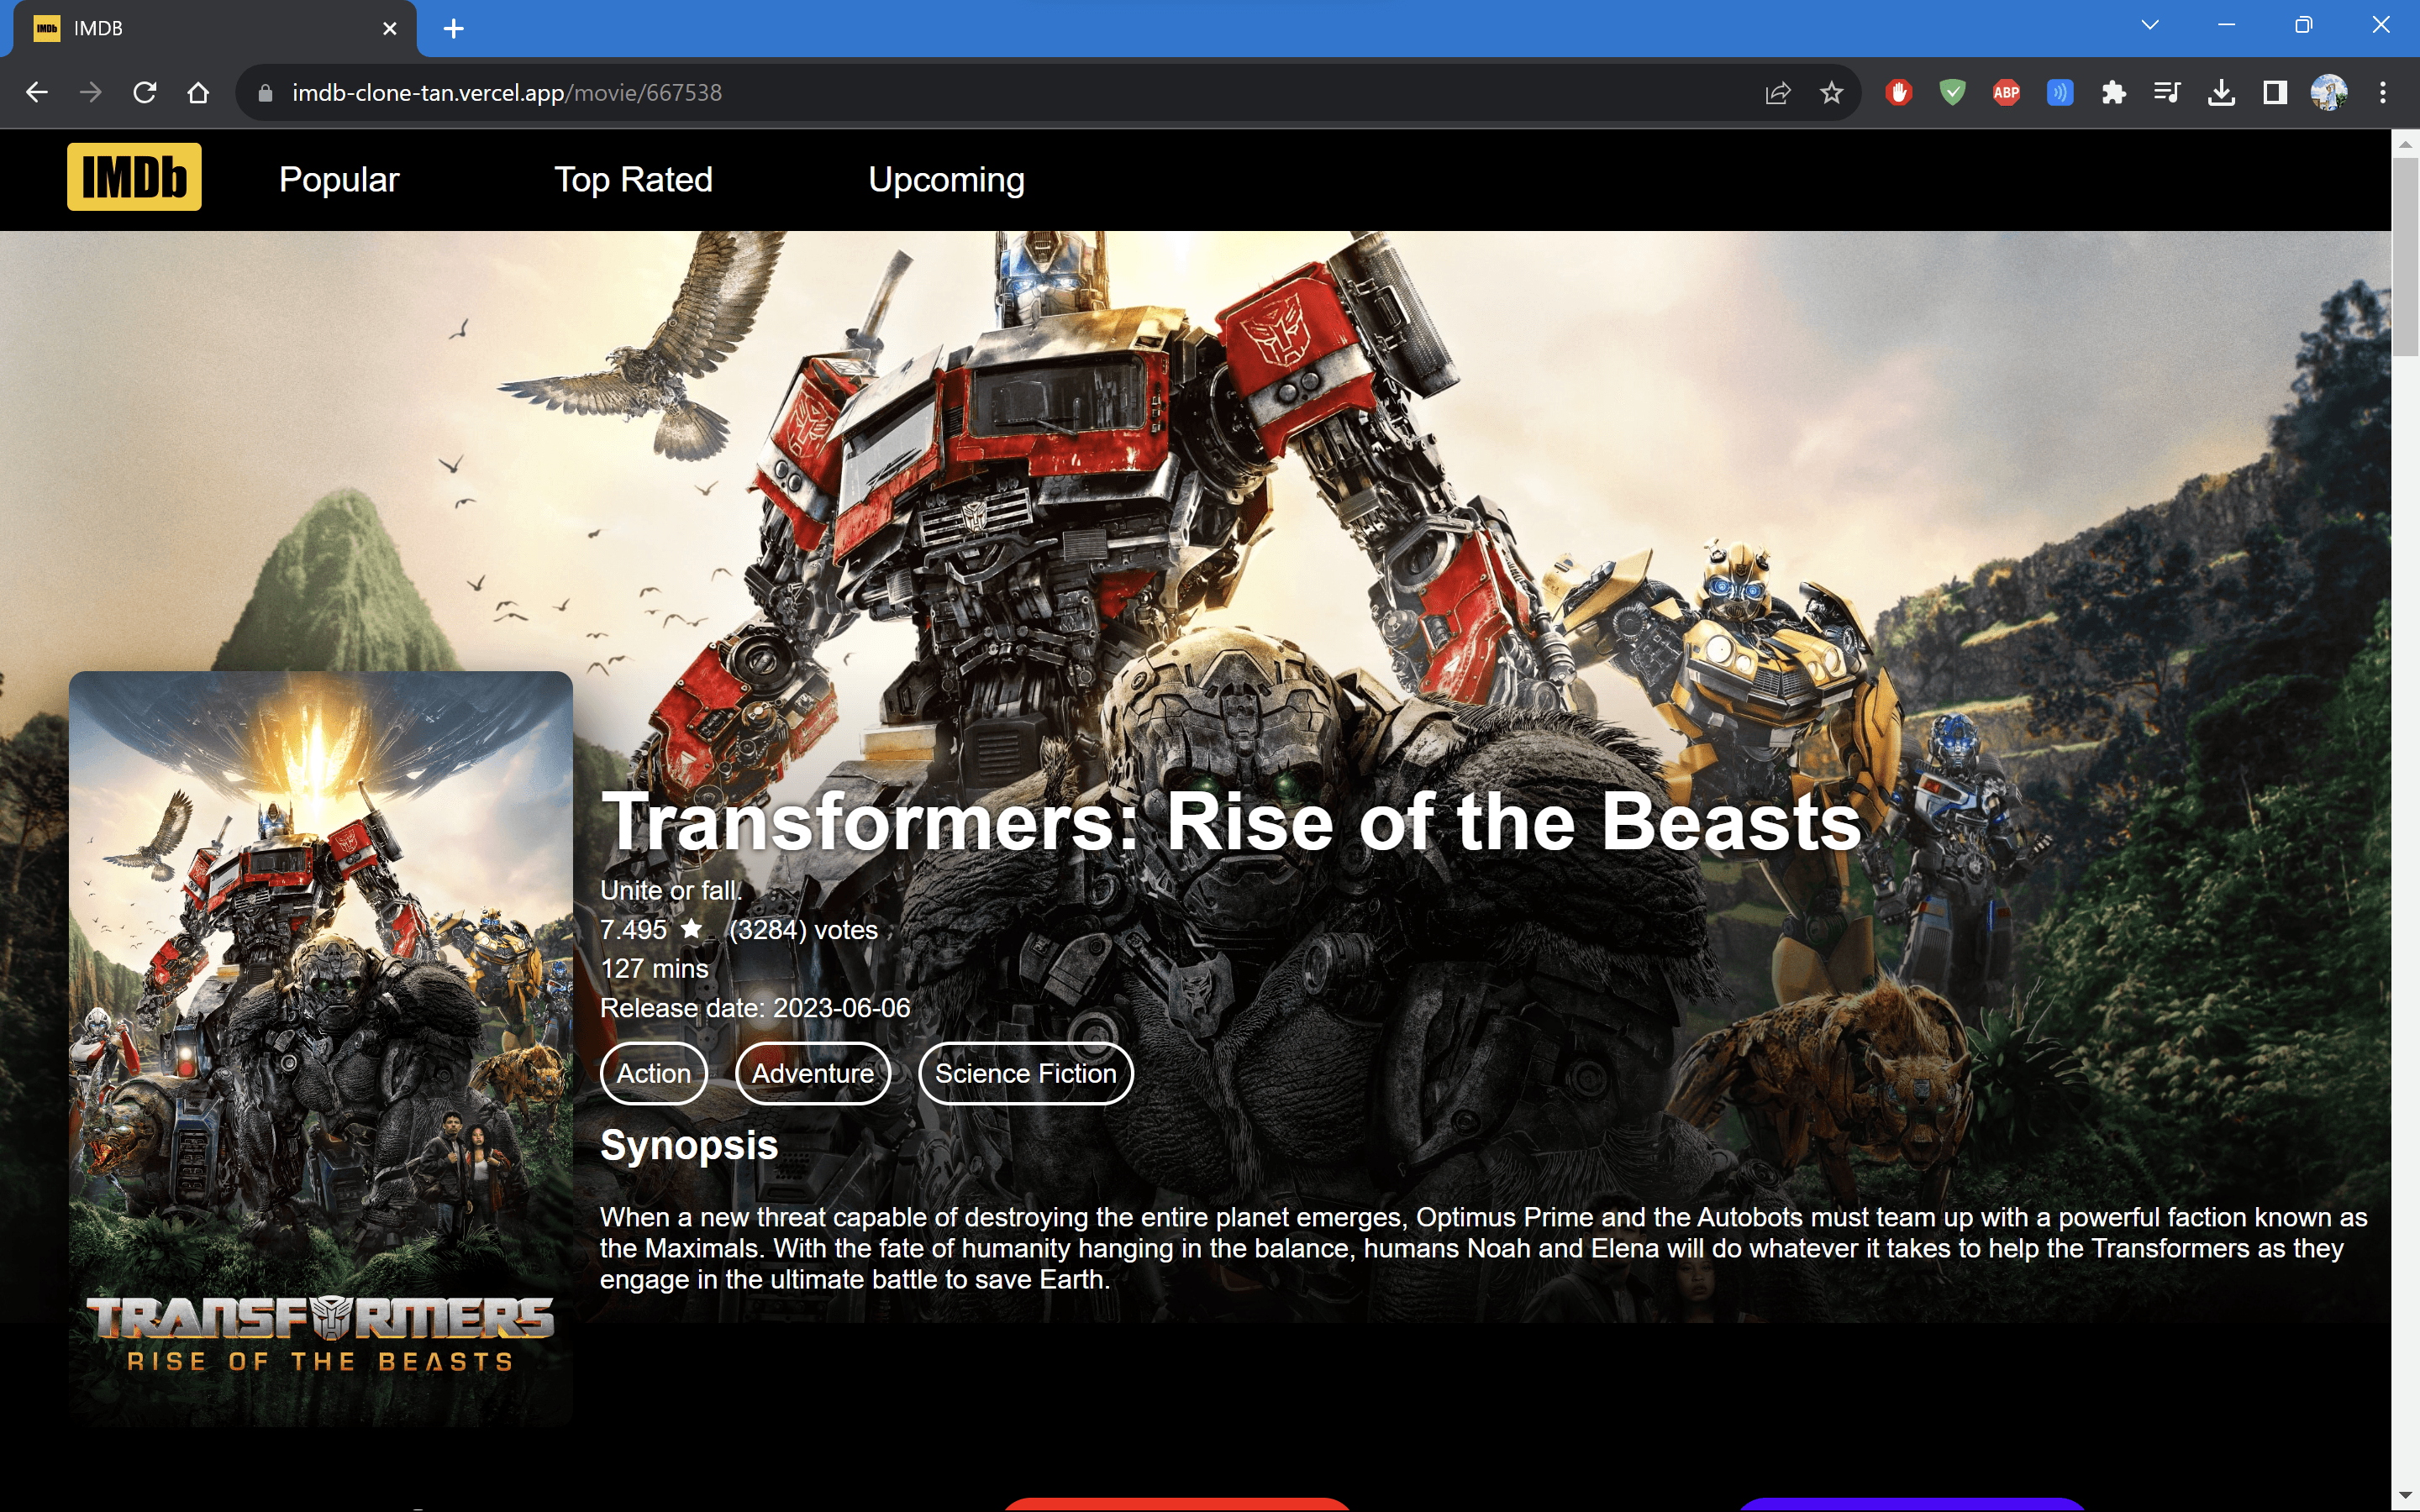 IMDb IMDB
imdb-clone-tan.vercel.app/movie/667538
ABP
IMDb Popular Top Rated Upcoming
Transformers: Rise of the Beasts
Unite or fall.
7.495 ★ (3284) votes
127 mins
Release date: 2023-06-06
Action Adventure Science Fiction
Synopsis
When a new threat capable of destroying the entire planet emerges, Optimus Prime and the Autobots must team up with a powerful faction known as
the Maximals. With the fate of humanity hanging in the balance, humans Noah and Elena will do whatever it takes to help the Transformers as they
engage in the ultimate battle to save Earth.
TRANSFORMERS
RISE OF THE BEASTS